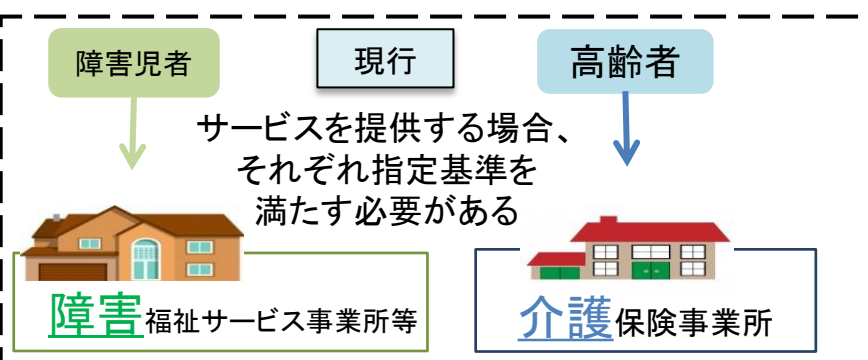 障害児者
現行
高齢者
サービスを提供する場合、
それぞれ指定基準を
満たす必要がある
障害福祉サービス事業所等
介護保険事業所